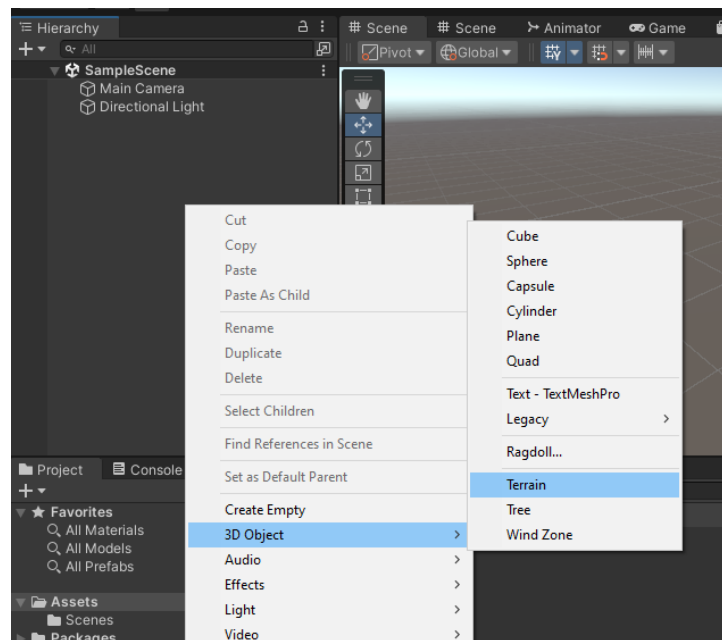 Hierarchy
All
SampleScene
Main Camera
Directional Light
# Scene
# Scene
Animator
Game
Pivot
Global
Cut
Copy
Paste
Paste As Child
Rename
Duplicate
Delete
Select Children
Find References in Scene
Set as Default Parent
Create Empty
3D Object
Audio
Effects
Light
Video
Cube
Sphere
Capsule
Cylinder
Plane
Quad
Text - TextMeshPro
Legacy
Ragdoll...
Terrain
Tree
Wind Zone
Project
Console
Favorites
All Materials
All Models
All Prefabs
Assets
Scenes
Packages